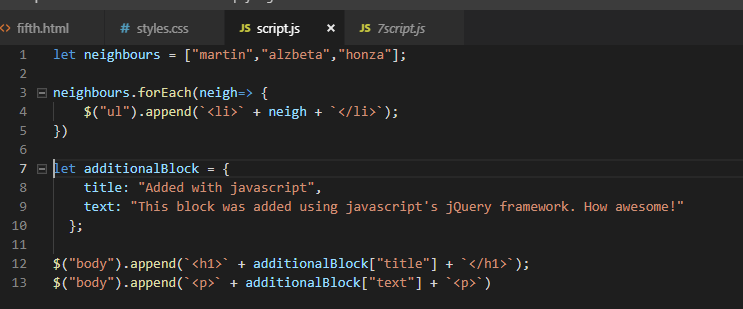 <> fifth.html # styles.css JS script.js × JS 7script.js
1 let neighbours = ["martin","alzbeta","honza"];
2
3 neighbours.forEach(neigh=> {
4 $("ul").append(`<li>` + neigh + `</li>`);
5 })
6
7 let additionalBlock = {
8 title: "Added with javascript",
9 text: "This block was added using javascript's jQuery framework. How awesome!"
10 };
11
12 $("body").append(`<h1>` + additionalBlock["title"] + `</h1>`);
13 $("body").append(`<p>` + additionalBlock["text"] + `<p>`)